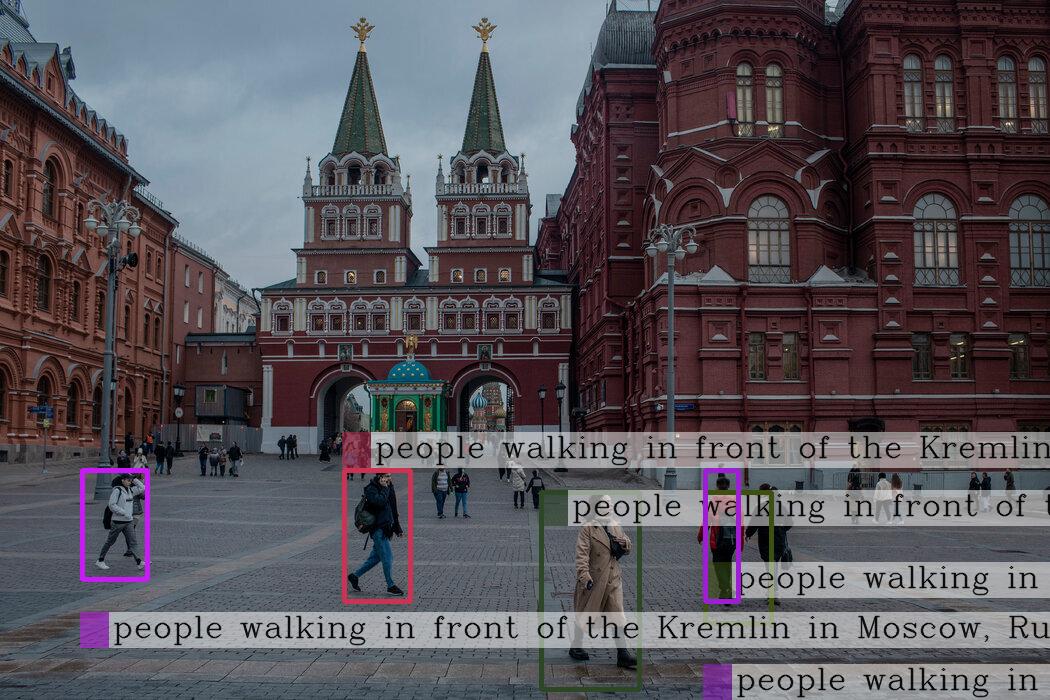 people walking in front of the Kremlin
people walking in front of t
people walking in
people walking in front of the Kremlin in Moscow, Ru
people walking in